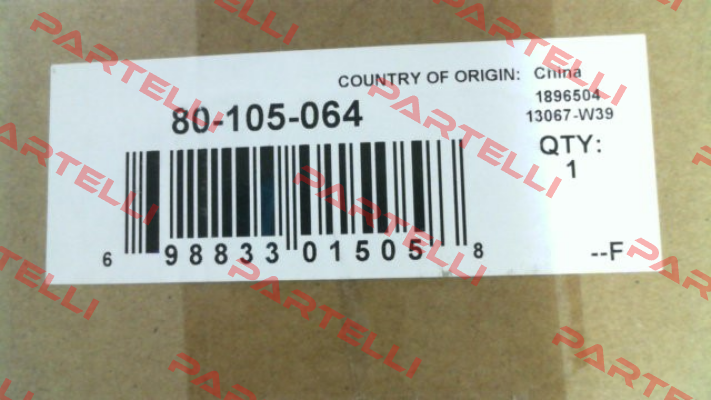 COUNTRY OF ORIGIN: China
80-105-064
1896504
13067-W39
QTY:
1
6 98833 01505 8
--F
PARTELLI
PARTELLI
PARTELLI
PARTELLI
PARTELLI
PARTELLI
PARTELLI
PARTELLI